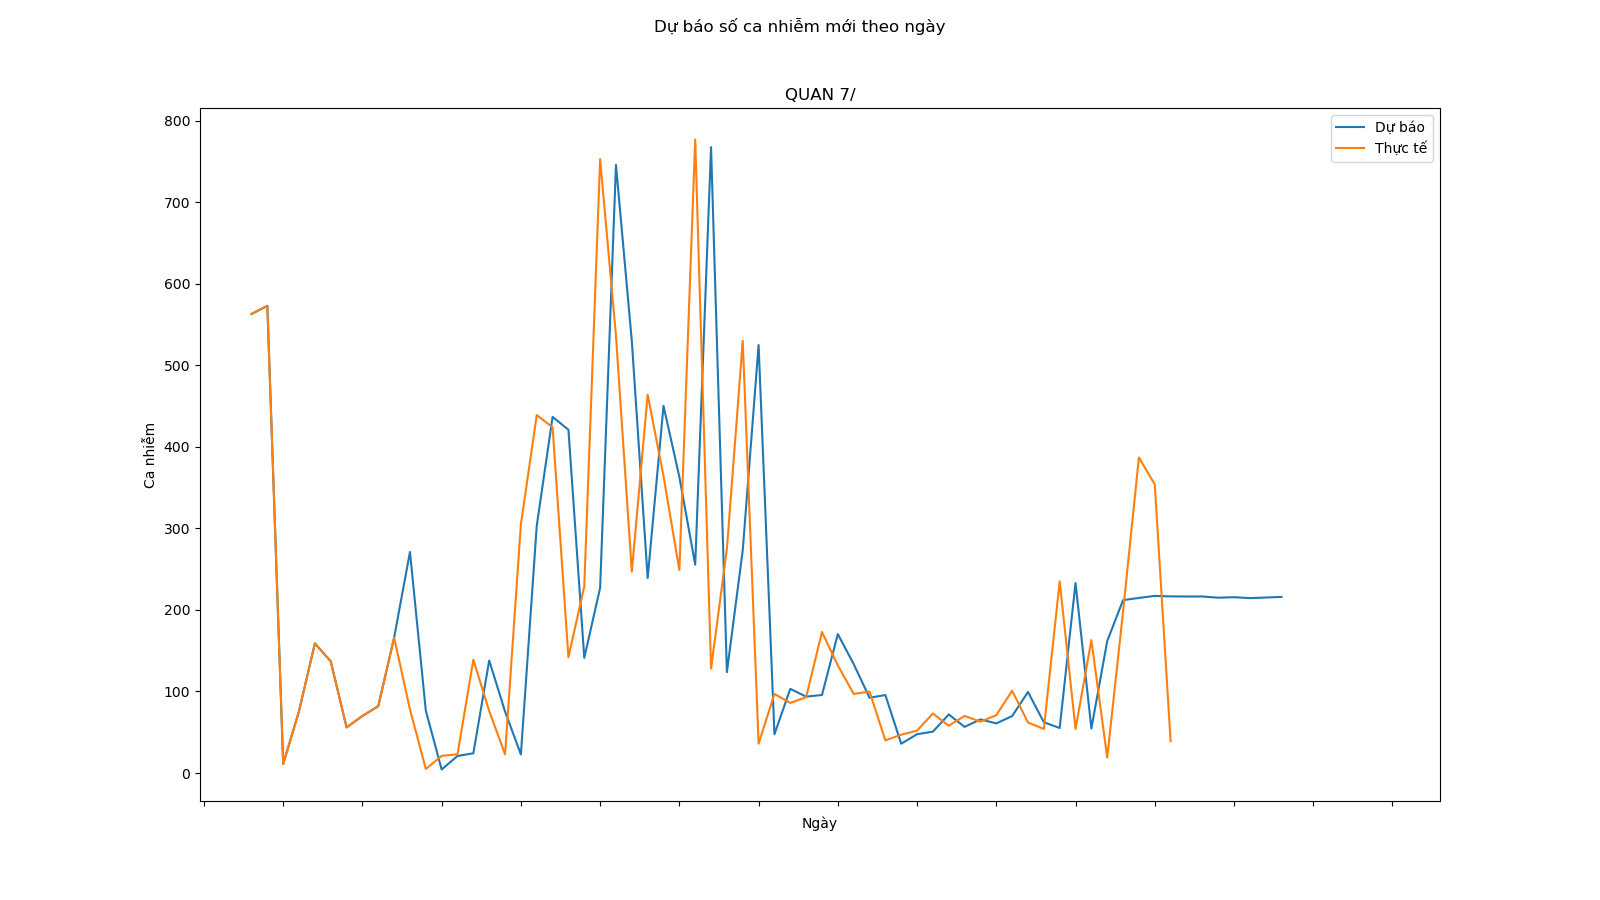 Dự báo số ca nhiễm mới theo ngày
QUAN 7/
Dự báo
Thực tế
800
700
600
500
400
300
200
100
0
Ca nhiễm
Ngày